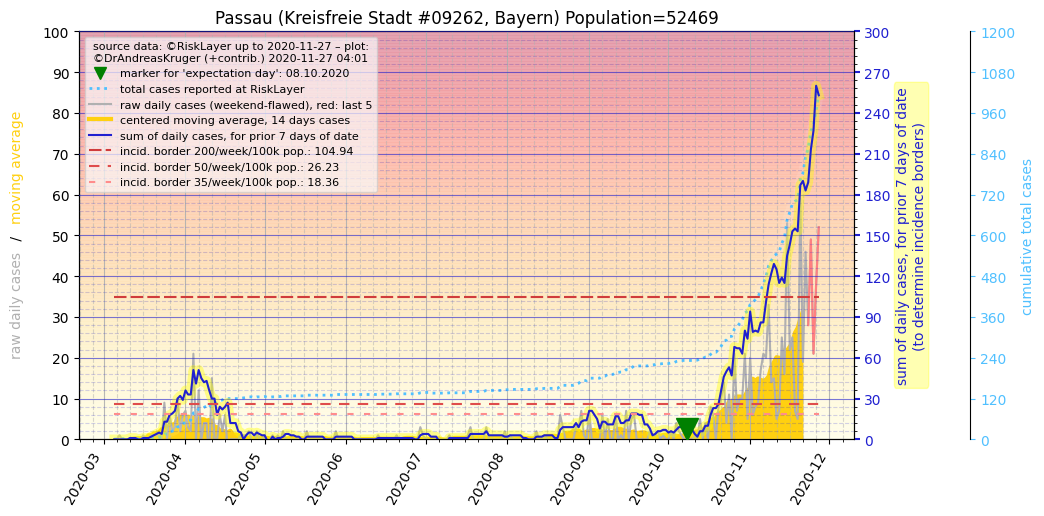 Passau (Kreisfreie Stadt #09262, Bayern) Population=52469
source data: ©RiskLayer up to 2020-11-27 – plot:
©DrAndreasKruger (+contrib.) 2020-11-27 04:01
marker for 'expectation day': 08.10.2020
total cases reported at RiskLayer
raw daily cases (weekend-flawed), red: last 5
centered moving average, 14 days cases
sum of daily cases, for prior 7 days of date
incid. border 200/week/100k pop.: 104.94
incid. border 50/week/100k pop.: 26.23
incid. border 35/week/100k pop.: 18.36
raw daily cases / moving average
100
90
80
70
60
50
40
30
20
10
0
2020-03
2020-04
2020-05
2020-06
2020-07
2020-08
2020-09
2020-10
2020-11
2020-12
300
270
240
210
180
150
120
90
60
30
0
sum of daily cases, for prior 7 days of date
(to determine incidence borders)
1200
1080
960
840
720
600
480
360
240
120
0
cumulative total cases